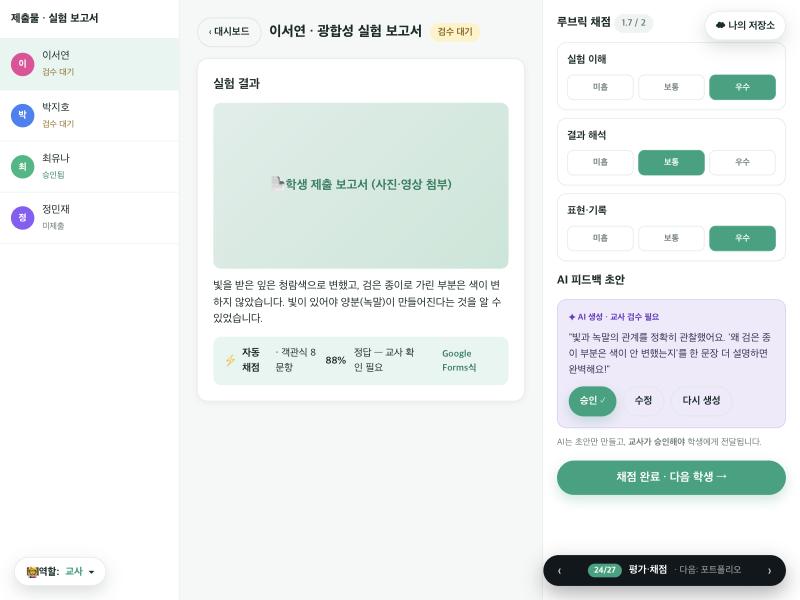 제출물 · 실험 보고서
이 이서연
검수 대기
박 박지호
검수 대기
최 최유나
승인됨
정 정민재
미제출
역할: 교사
‹ 대시보드 이서연 · 광합성 실험 보고서 검수 대기
실험 결과
학생 제출 보고서 (사진·영상 첨부)
빛을 받은 잎은 청람색으로 변했고, 검은 종이로 가린 부분은 색이 변
하지 않았습니다. 빛이 있어야 양분(녹말)이 만들어진다는 것을 알 수
있었습니다.
자동
채점
· 객관식 8
문항
88%
정답 — 교사 확
인 필요
Google
Forms식
루브릭 채점 1.7 / 2
나의 저장소
실험 이해
미흡 보통 우수
결과 해석
미흡 보통 우수
표현·기록
미흡 보통 우수
AI 피드백 초안
✦ AI 생성 · 교사 검수 필요
"빛과 녹말의 관계를 정확히 관찰했어요. '왜 검은 종
이 부분은 색이 안 변했는지'를 한 문장 더 설명하면
완벽해요!"
승인 ✓ 수정 다시 생성
AI는 초안만 만들고, 교사가 승인해야 학생에게 전달됩니다.
채점 완료 · 다음 학생 →
‹ 24/27 평가·채점 · 다음: 포트폴리오 ›